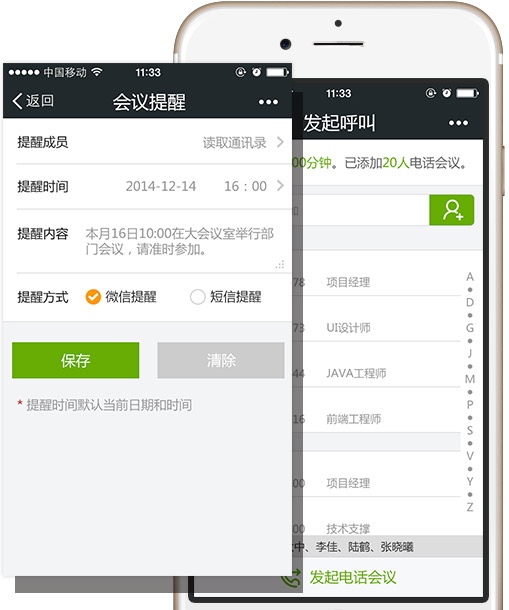 中国移动
11:33
返回
会议提醒
提醒成员
读取通讯录
提醒时间
2014-12-14
16：00
提醒内容
本月16日10:00在大会议室举行部
门会议，请准时参加。
提醒方式
微信提醒
短信提醒
保存
清除
* 提醒时间默认当前日期和时间
11:33
发起呼叫
00分钟。已添加20人电话会议。
78
项目经理
73
UI设计师
44
JAVA工程师
16
前端工程师
00
项目经理
00
技术支撑
A
D
G
J
M
P
S
V
Y
Z
中、李佳、陆鹤、张晓曦
发起电话会议